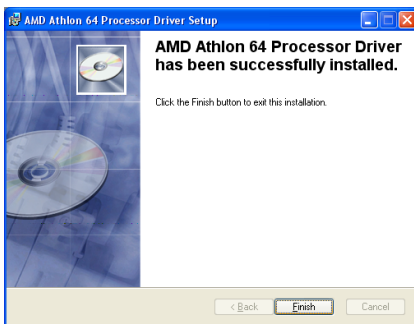 AMD Athlon 64 Processor Driver Setup
AMD Athlon 64 Processor Driver
has been successfully installed.
Click the Finish button to exit this installation.
< Back
Finish
Cancel